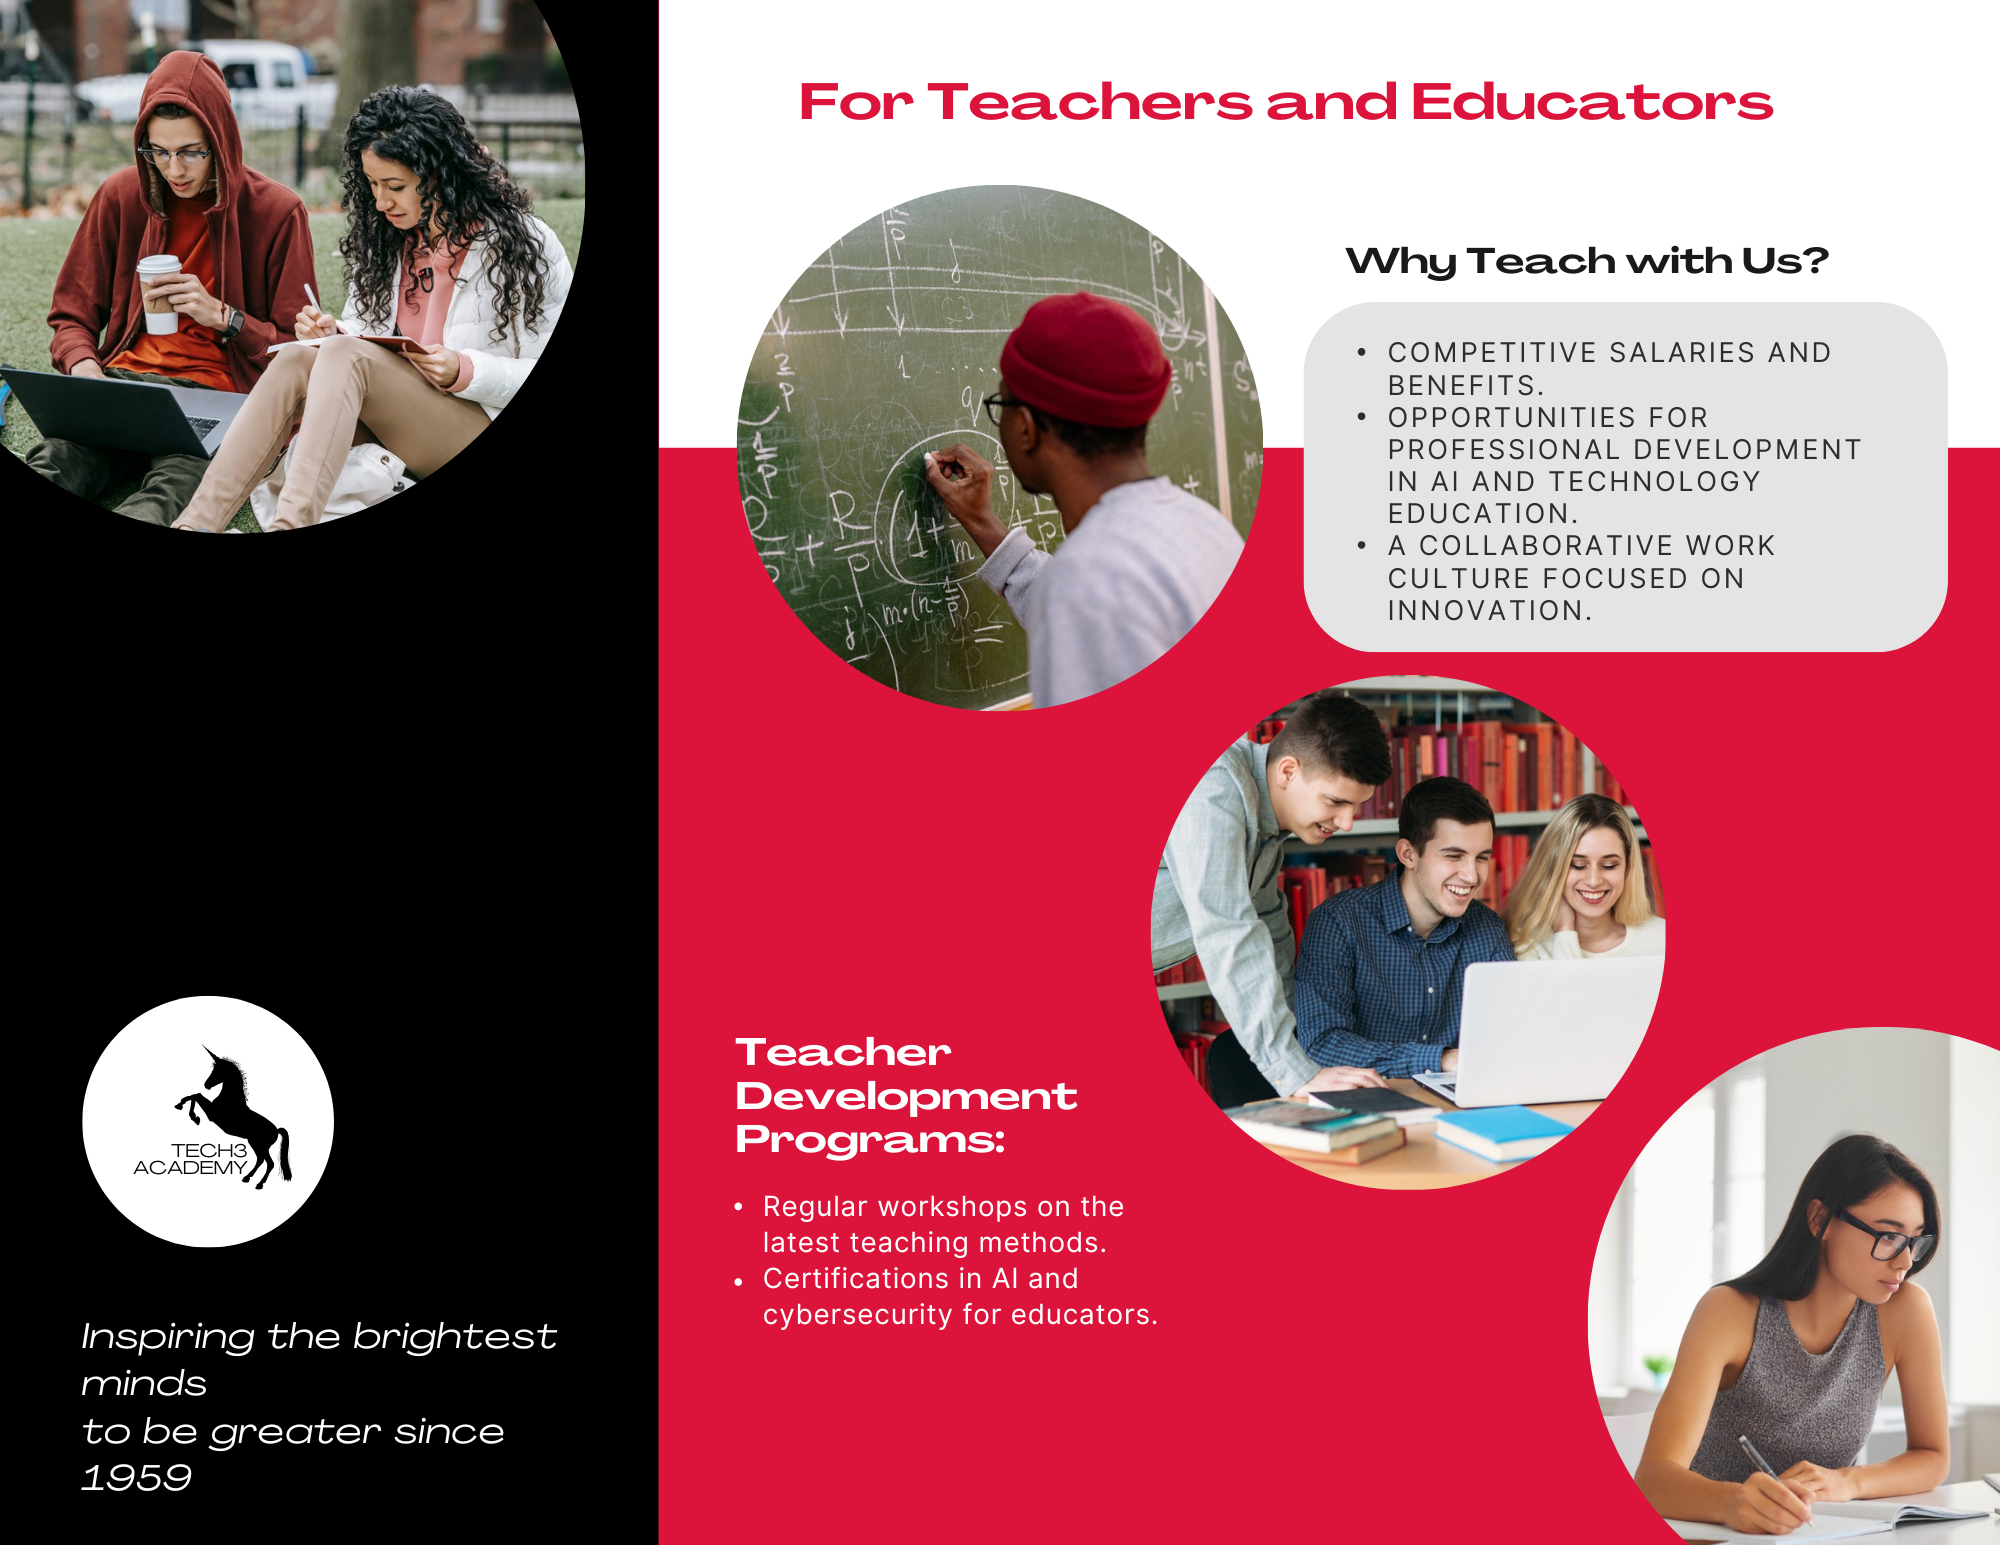 For Teachers and Educators
Why Teach with Us?
• COMPETITIVE SALARIES AND
BENEFITS.
• OPPORTUNITIES FOR
PROFESSIONAL DEVELOPMENT
IN AI AND TECHNOLOGY
EDUCATION.
• A COLLABORATIVE WORK
CULTURE FOCUSED ON
INNOVATION.
Teacher
Development
Programs:
• Regular workshops on the
latest teaching methods.
• Certifications in AI and
cybersecurity for educators.
TECH3
ACADEMY
Inspiring the brightest
minds
to be greater since
1959